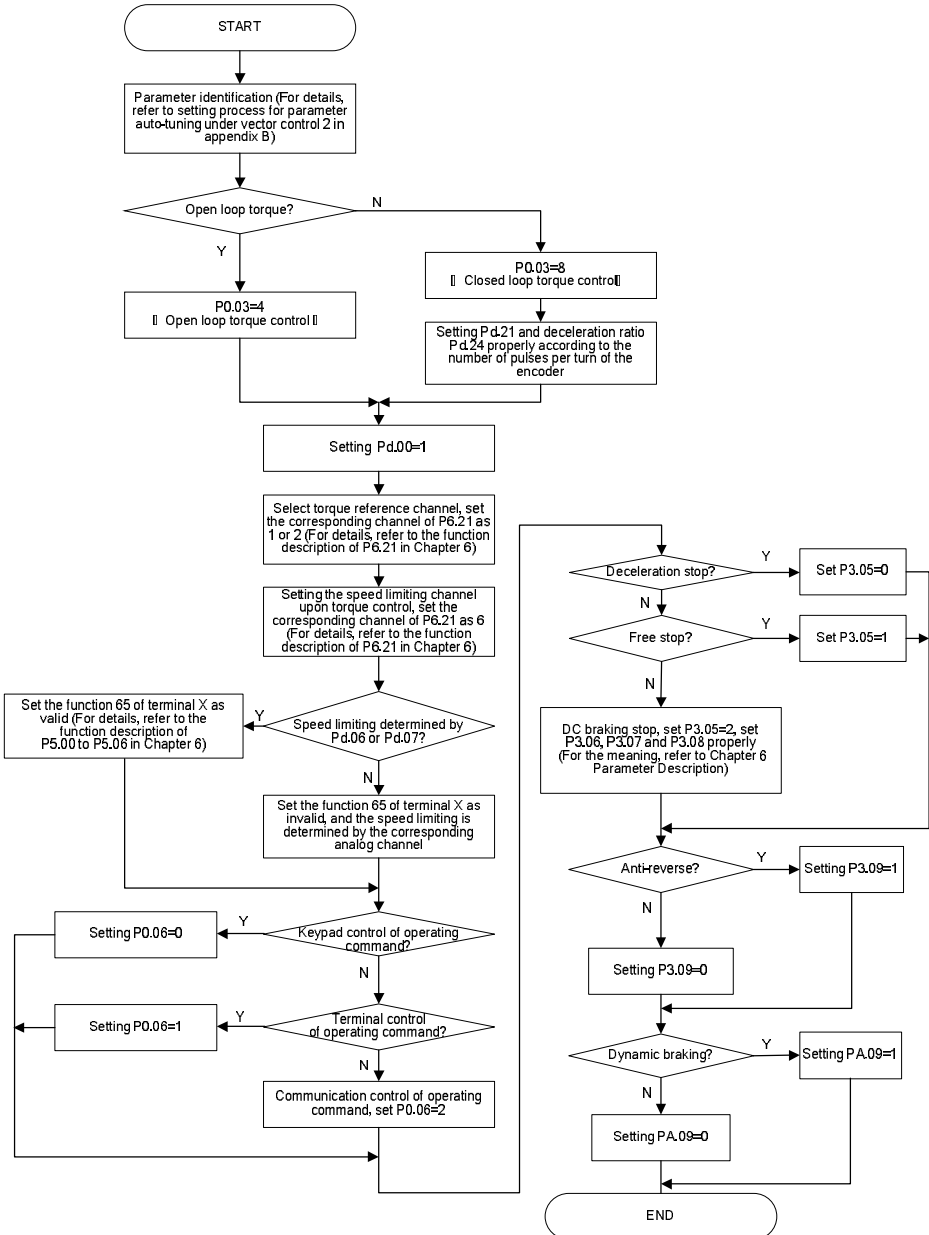 START
Parameter identification (For details,
refer to setting process for parameter
auto-tuning under vector control 2 in
appendix B)
Open loop torque?
N
Y
P0.03=8
Closed loop torque control
P0.03=4
Open loop torque control
Setting Pd.21 and deceleration ratio
Pd.24 properly according to the
number of pulses per turn of the
encoder
Setting Pd.00=1
Select torque reference channel, set
the corresponding channel of P6.21 as
1 or 2 (For details, refer to the function
description of P6.21 in Chapter 6)
Setting the speed limiting channel
upon torque control, set the
corresponding channel of P6.21 as 6
(For details, refer to the function
description of P6.21 in Chapter 6)
Speed limiting determined by
Pd.06 or Pd.07?
Y
Set the function 65 of terminal X as
valid (For details, refer to the
function description of
P5.00 to P5.06 in Chapter 6)
N
Set the function 65 of terminal X as
invalid, and the speed limiting is
determined by the corresponding
analog channel
Keypad control of operating
command?
Y
Setting P0.06=0
N
Terminal control
of operating command?
Y
Setting P0.06=1
N
Communication control of operating
command, set P0.06=2
Deceleration stop?
Y
Set P3.05=0
N
Free stop?
Y
Set P3.05=1
N
DC braking stop, set P3.05=2, set
P3.06, P3.07 and P3.08 properly
(For the meaning, refer to Chapter 6
Parameter Description)
Anti-reverse?
Y
Setting P3.09=1
N
Setting P3.09=0
Dynamic braking?
Y
Setting PA.09=1
N
Setting PA.09=0
END